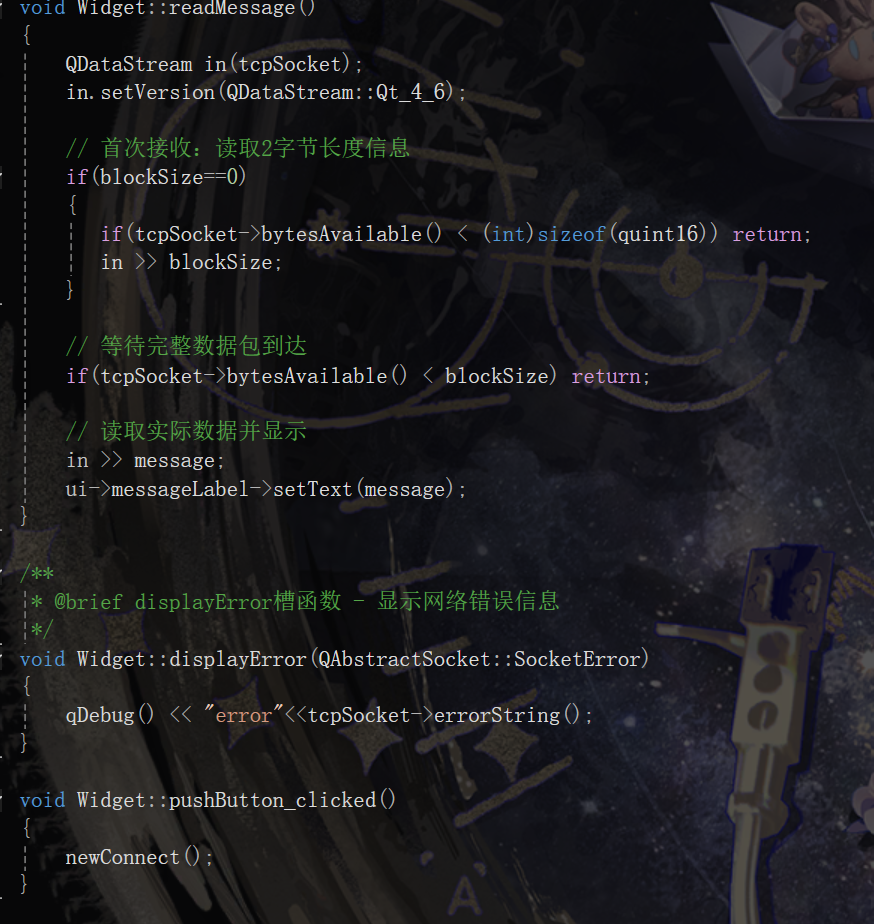 void Widget::readMessage()
{
QDataStream in(tcpSocket);
in.setVersion(QDataStream::Qt_4_6);
// 首次接收：读取2字节长度信息
if(blockSize==0)
{
if(tcpSocket->bytesAvailable() < (int)sizeof(quint16)) return;
in >> blockSize;
}
// 等待完整数据包到达
if(tcpSocket->bytesAvailable() < blockSize) return;
// 读取实际数据并显示
in >> message;
ui->messageLabel->setText(message);
}
/**
* @brief displayError槽函数 - 显示网络错误信息
*/
void Widget::displayError(QAbstractSocket::SocketError)
{
qDebug() << "error"<<tcpSocket->errorString();
}
void Widget::pushButton_clicked()
{
newConnect();
}
A